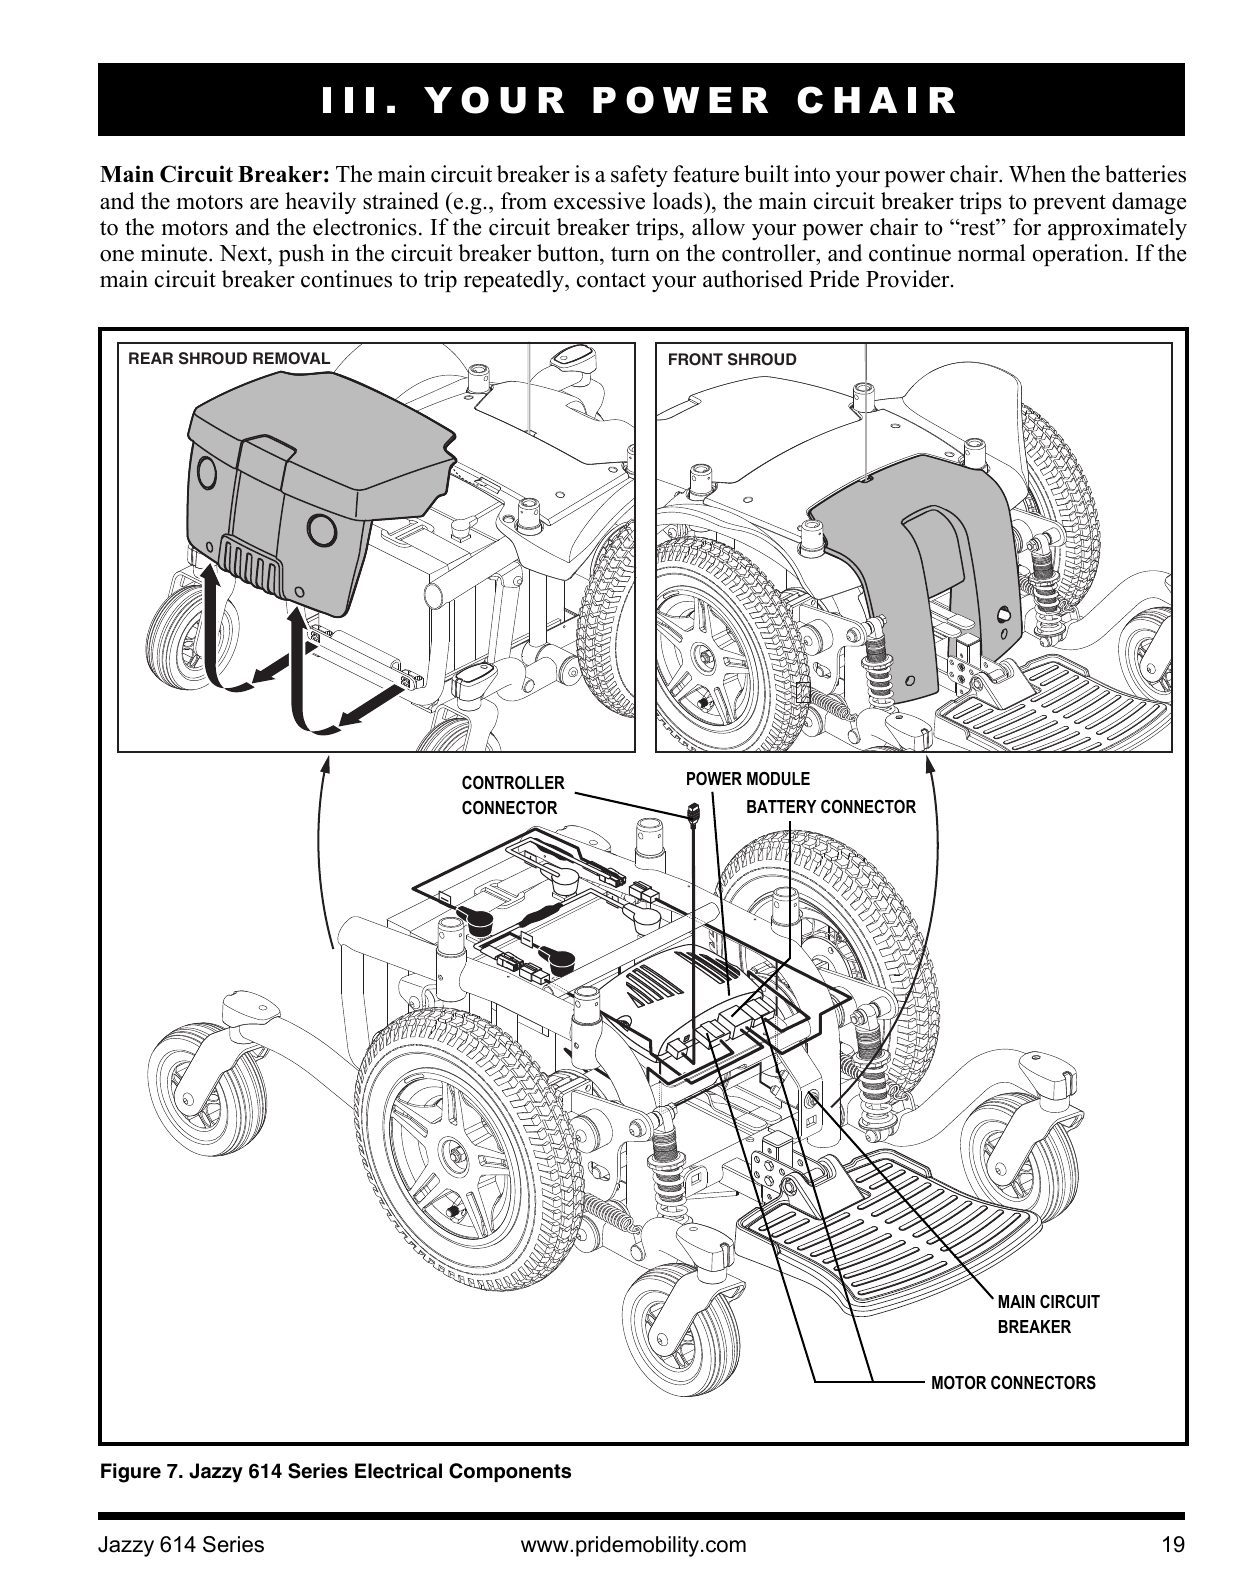 III. YOUR POWER CHAIR
Main Circuit Breaker: The main circuit breaker is a safety feature built into your power chair. When the batteries
and the motors are heavily strained (e.g., from excessive loads), the main circuit breaker trips to prevent damage
to the motors and the electronics. If the circuit breaker trips, allow your power chair to “rest” for approximately
one minute. Next, push in the circuit breaker button, turn on the controller, and continue normal operation. If the
main circuit breaker continues to trip repeatedly, contact your authorised Pride Provider.
REAR SHROUD REMOVAL
FRONT SHROUD
CONTROLLER
CONNECTOR
POWER MODULE
BATTERY CONNECTOR
MAIN CIRCUIT
BREAKER
MOTOR CONNECTORS
Figure 7. Jazzy 614 Series Electrical Components
Jazzy 614 Series
www.pridemobility.com
19